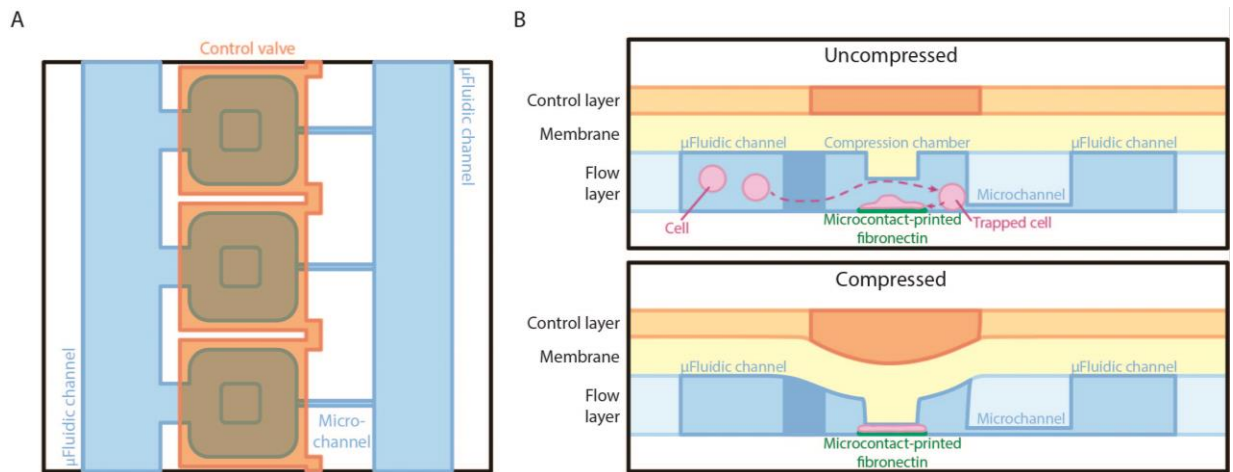 A
Control valve
µFluidic channel
µFluidic channel
Micro-
channel
B
Uncompressed
Control layer
Membrane
µFluidic channel
Compression chamber
µFluidic channel
Flow
layer
Microchannel
Cell
Microcontact-printed
fibronectin
Trapped cell
Compressed
Control layer
Membrane
µFluidic channel
µFluidic channel
Flow
layer
Microchannel
Microcontact-printed
fibronectin